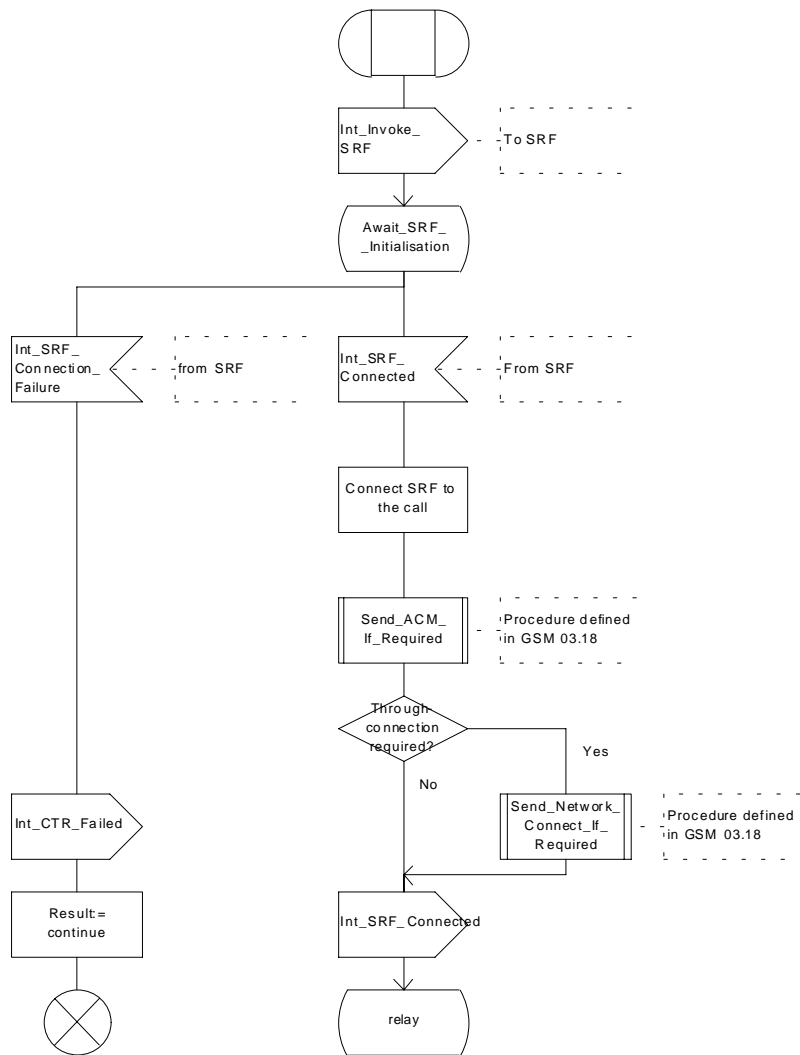 Int_Invoke_
SRF
To SRF
Await_SRF_
_Initialisation
Int_SRF_
Connection_
Failure
from SRF
Int_SRF_
Connected
From SRF
Connect SRF to
the call
Send_ACM_
If_Required
Procedure defined
in GSM 03.18
Through-
connection
required?
Yes
No
Int_CTR_Failed
Send_Network_
Connect_If_
Required
Procedure defined
in GSM 03.18
Result:=
continue
Int_SRF_Connected
relay